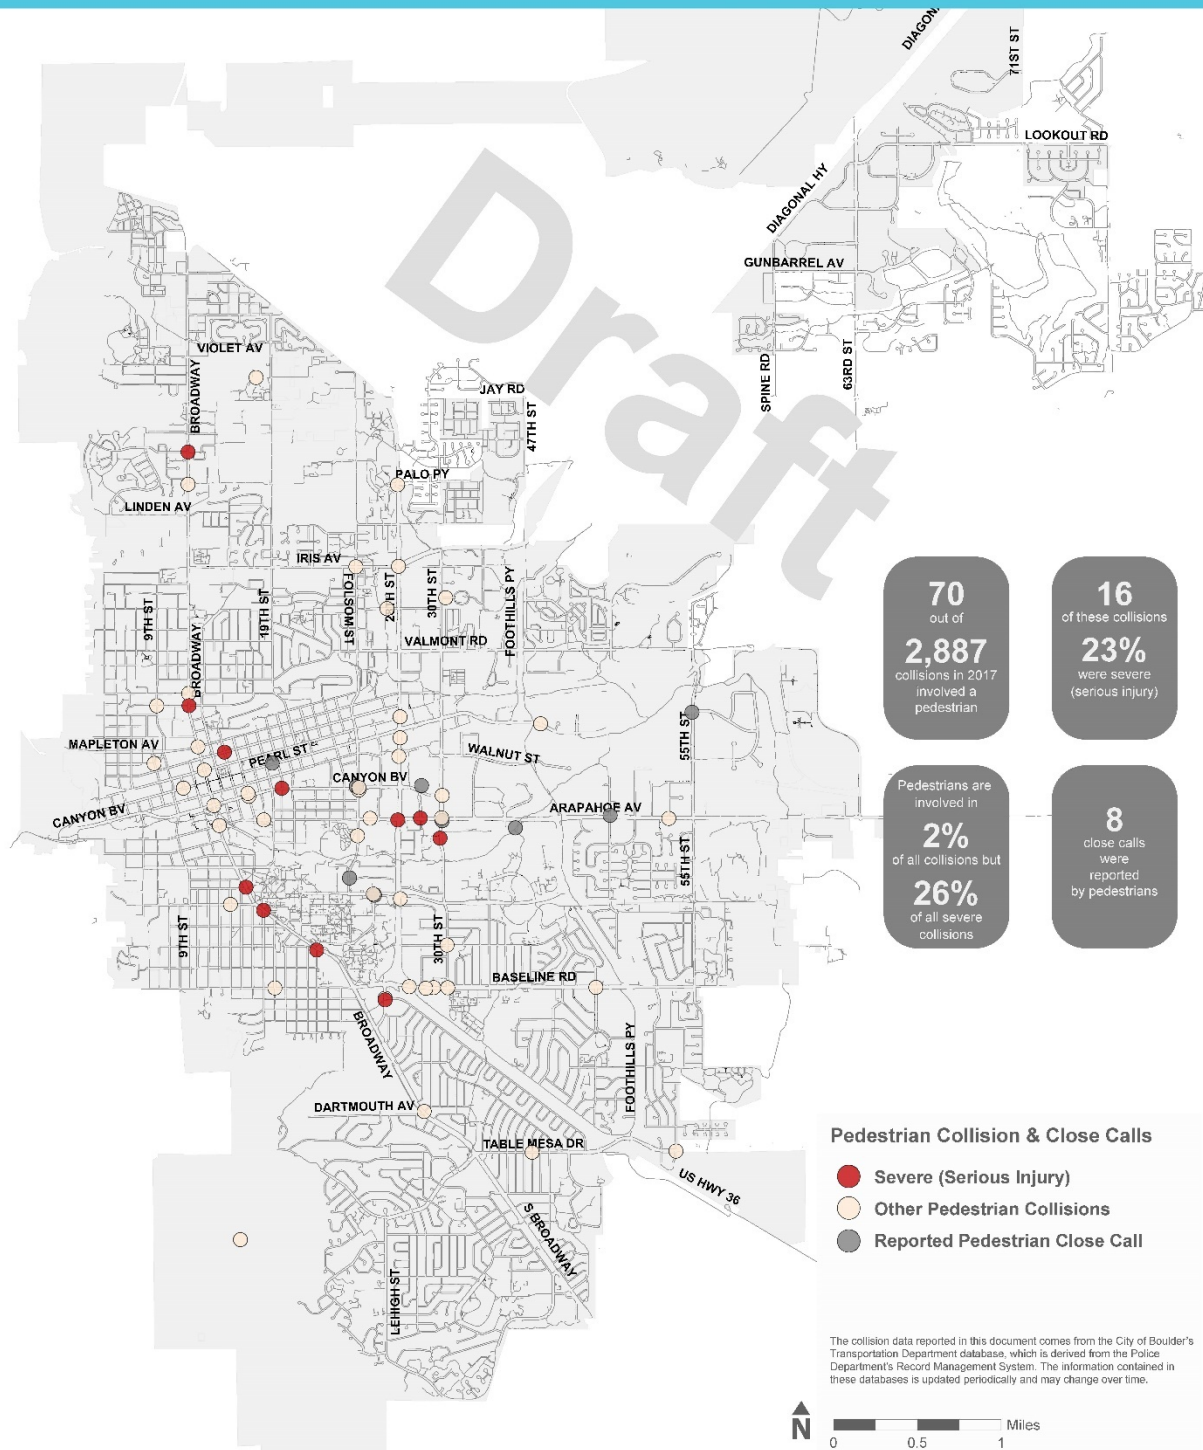 DIAGON
71ST ST
LOOKOUT RD
DIAGONAL HY
GUNBARREL AV
SPINE RD
63RD ST
Draft
VIOLET AV
BROADWAY
JAY RD
47TH ST
PALO PY
LINDEN AV
IRIS AV
9TH ST
19TH ST
FOLSOM ST
30TH ST
FOOTHILLS PY
VALMONT RD
BROADWAY
MAPLETON AV
PEARL ST
WALNUT ST
55TH ST
CANYON BV
CANYON BV
ARAPAHOE AV
55TH ST
9TH ST
30TH ST
BASELINE RD
BROADWAY
FOOTHILLS PY
DARTMOUTH AV
TABLE MESA DR
US HWY 36
S BROADWAY
LEHIGH ST
70
out of
2,887
collisions in 2017
involved a
pedestrian
16
of these collisions
23%
were severe
(serious injury)
Pedestrians are
involved in
2%
of all collisions but
26%
of all severe
collisions
8
close calls
were
reported
by pedestrians
Pedestrian Collision & Close Calls
Severe (Serious Injury)
Other Pedestrian Collisions
Reported Pedestrian Close Call
The collision data reported in this document comes from the City of Boulder's
Transportation Department database, which is derived from the Police
Department's Record Management System. The information contained in
these databases is updated periodically and may change over time.
N
Miles
0 0.5 1